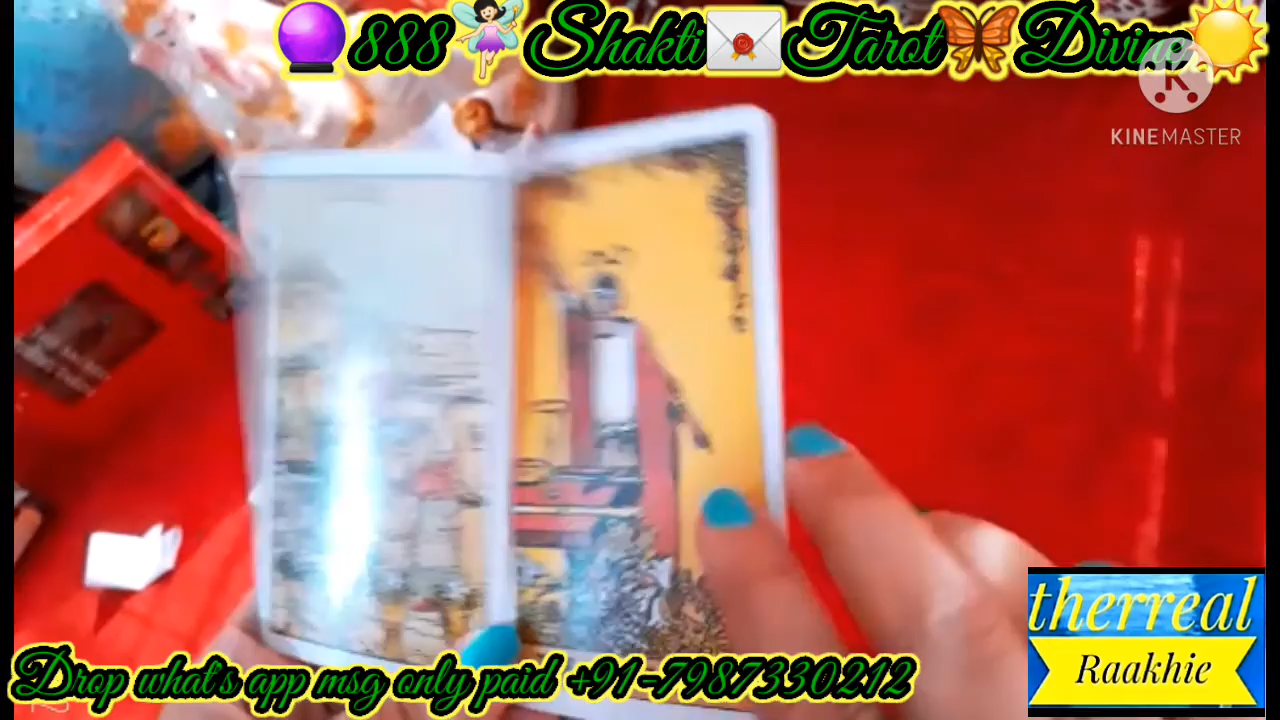 888 Shakti Tarot Divine
K
KINEMASTER
therreal
Raakhie
Drop what's app msg only paid +91-7987330212